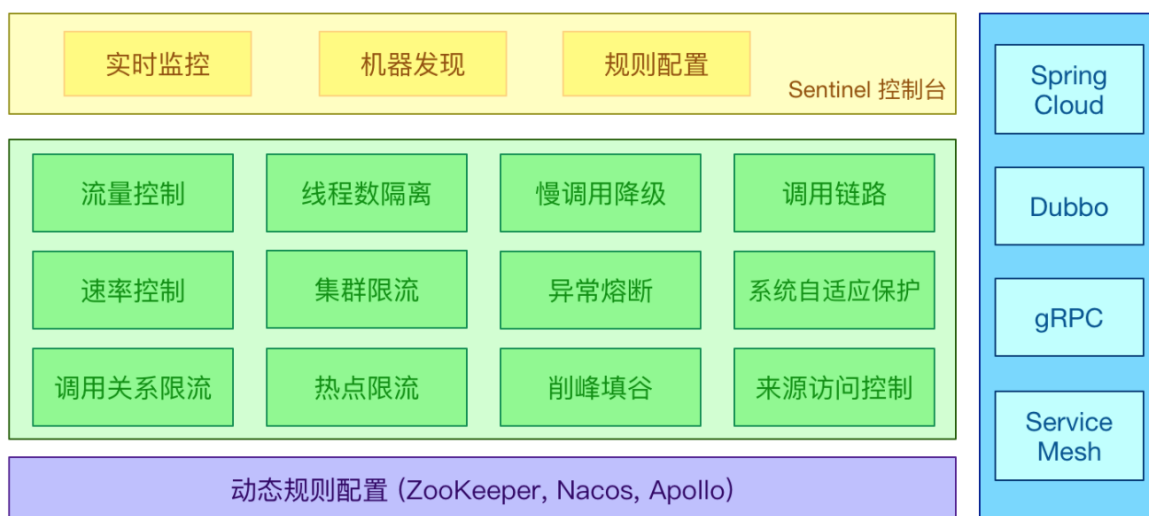 实时监控
机器发现
规则配置
Sentinel 控制台
流量控制
线程数隔离
慢调用降级
调用链路
速率控制
集群限流
异常熔断
系统自适应保护
调用关系限流
热点限流
削峰填谷
来源访问控制
动态规则配置 (ZooKeeper, Nacos, Apollo)
Spring
Cloud
Dubbo
gRPC
Service
Mesh